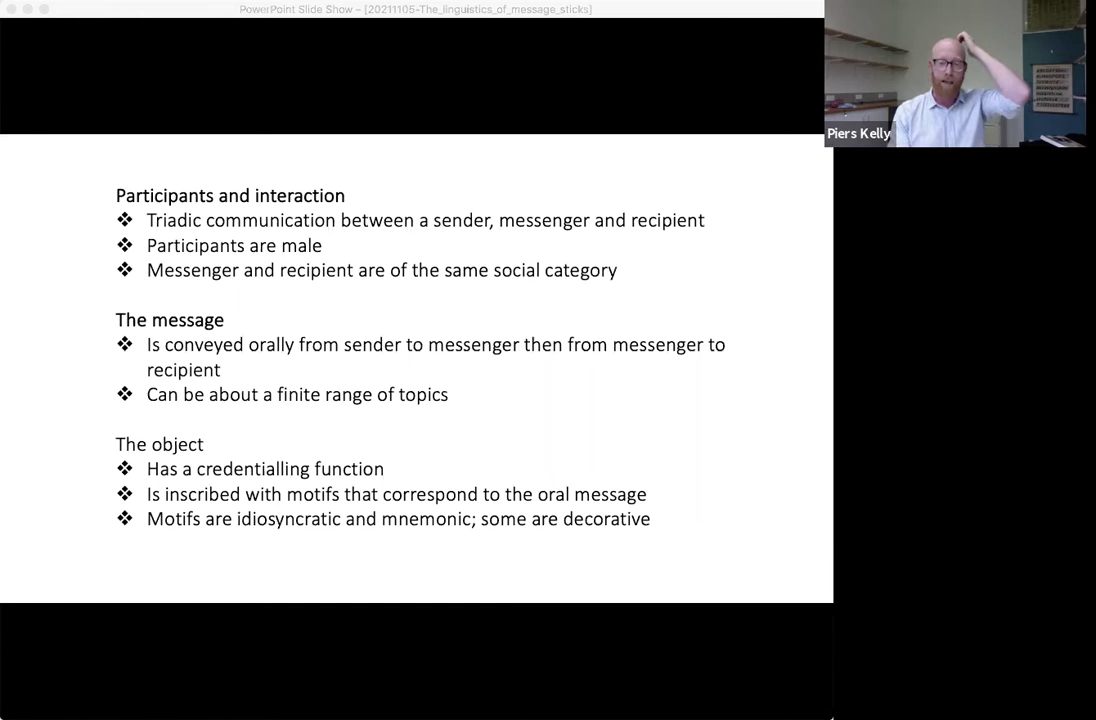 PowerPoint Slide Show – [20211105-The_linguistics_of_message_sticks]
Piers Kelly
Participants and interaction
❖ Triadic communication between a sender, messenger and recipient
❖ Participants are male
❖ Messenger and recipient are of the same social category
The message
❖ Is conveyed orally from sender to messenger then from messenger to
recipient
❖ Can be about a finite range of topics
The object
❖ Has a credentialling function
❖ Is inscribed with motifs that correspond to the oral message
❖ Motifs are idiosyncratic and mnemonic; some are decorative